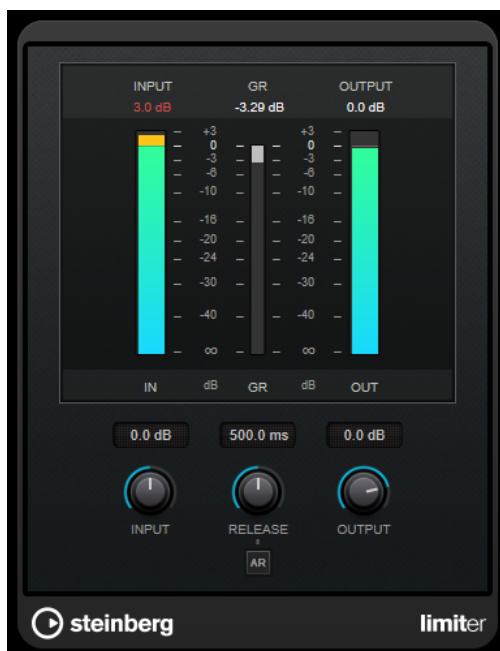 INPUT GR OUTPUT
3.0 dB -3.29 dB 0.0 dB
+3 +3
0 0
-3 -3
-6 -6
-10 -10
-16 -16
-20 -20
-24 -24
-30 -30
-40 -40
∞ ∞
IN dB GR dB OUT
0.0 dB 500.0 ms 0.0 dB
INPUT RELEASE OUTPUT
AR
steinberg limiter